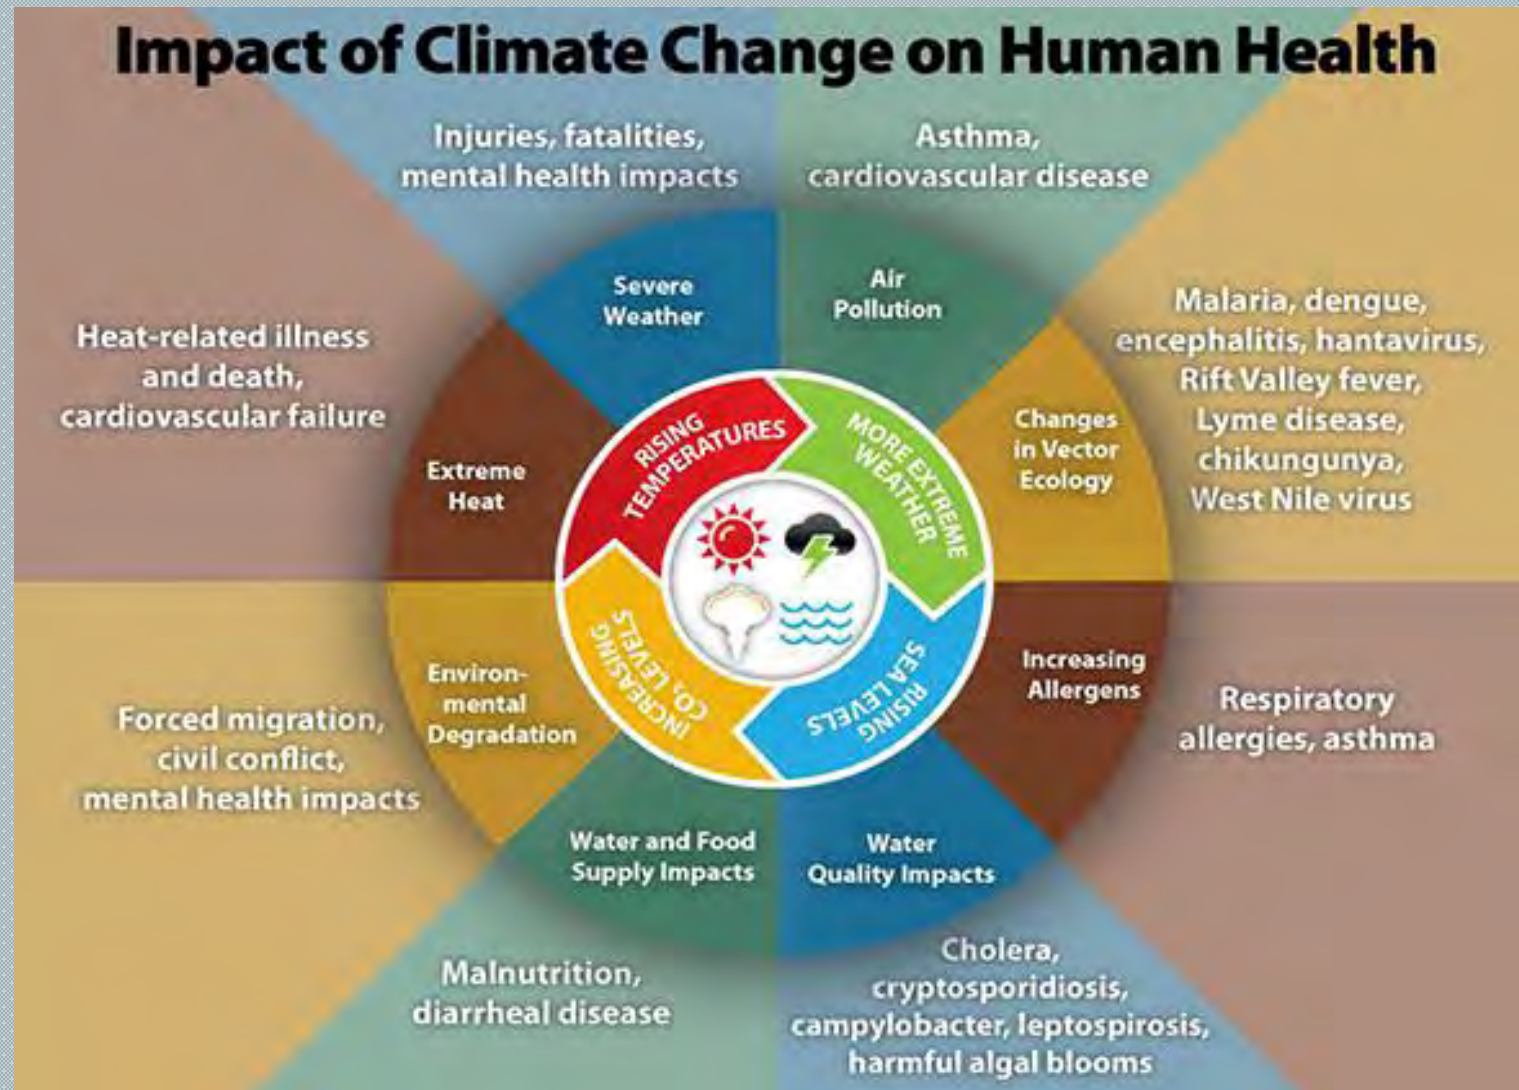 Impact of Climate Change on Human Health
Injuries, fatalities,
mental health impacts
Asthma,
cardiovascular disease
Severe
Weather
Air
Pollution
Malaria, dengue,
encephalitis, hantavirus,
Rift Valley fever,
Lyme disease,
chikungunya,
West Nile virus
Heat-related illness
and death,
cardiovascular failure
Changes
in Vector
Ecology
Extreme
Heat
RISING
TEMPERATURES
MORE EXTREME
WEATHER
INCREASING
CO₂ LEVELS
RISING
SEA LEVELS
Increasing
Allergens
Environ-
mental
Degradation
Respiratory
allergies, asthma
Forced migration,
civil conflict,
mental health impacts
Water and Food
Supply Impacts
Water
Quality Impacts
Malnutrition,
diarrheal disease
Cholera,
cryptosporidiosis,
campylobacter, leptospirosis,
harmful algal blooms